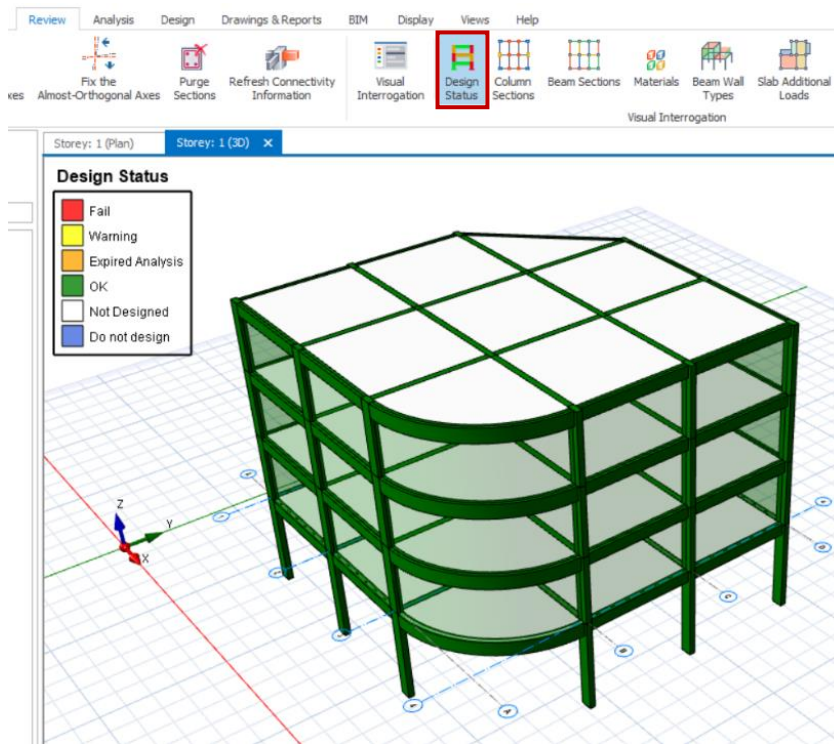 Review Analysis Design Drawings & Reports BIM Display Views Help
Fix the
Almost-Orthogonal Axes
Purge
Sections
Refresh Connectivity
Information
Visual
Interrogation
Design
Status
Column
Sections
Beam Sections
Materials
Beam Wall
Types
Slab Additional
Loads
Visual Interrogation
Storey: 1 (Plan) Storey: 1 (3D) ×
Design Status
Fail
Warning
Expired Analysis
OK
Not Designed
Do not design
Z
Y
X